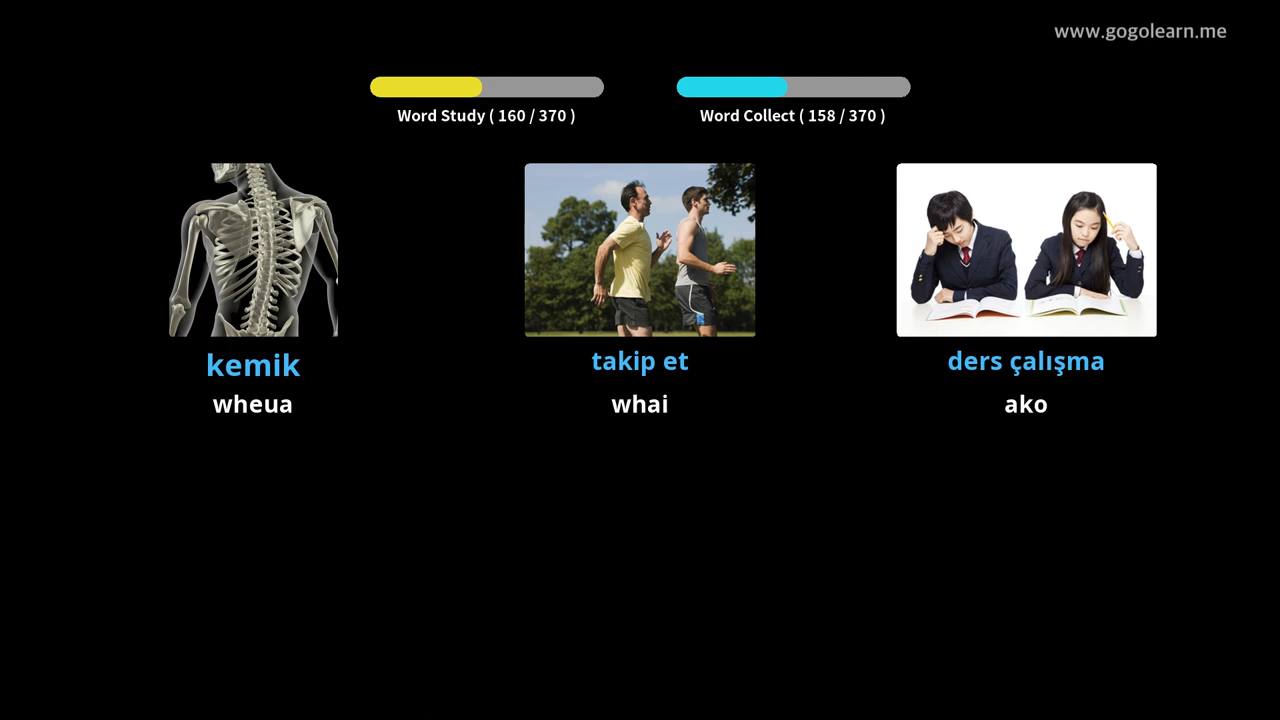 www.gogolearn.me
Word Study ( 160 / 370 )
Word Collect ( 158 / 370 )
kemik
takip et
ders çalışma
wheua
whai
ako